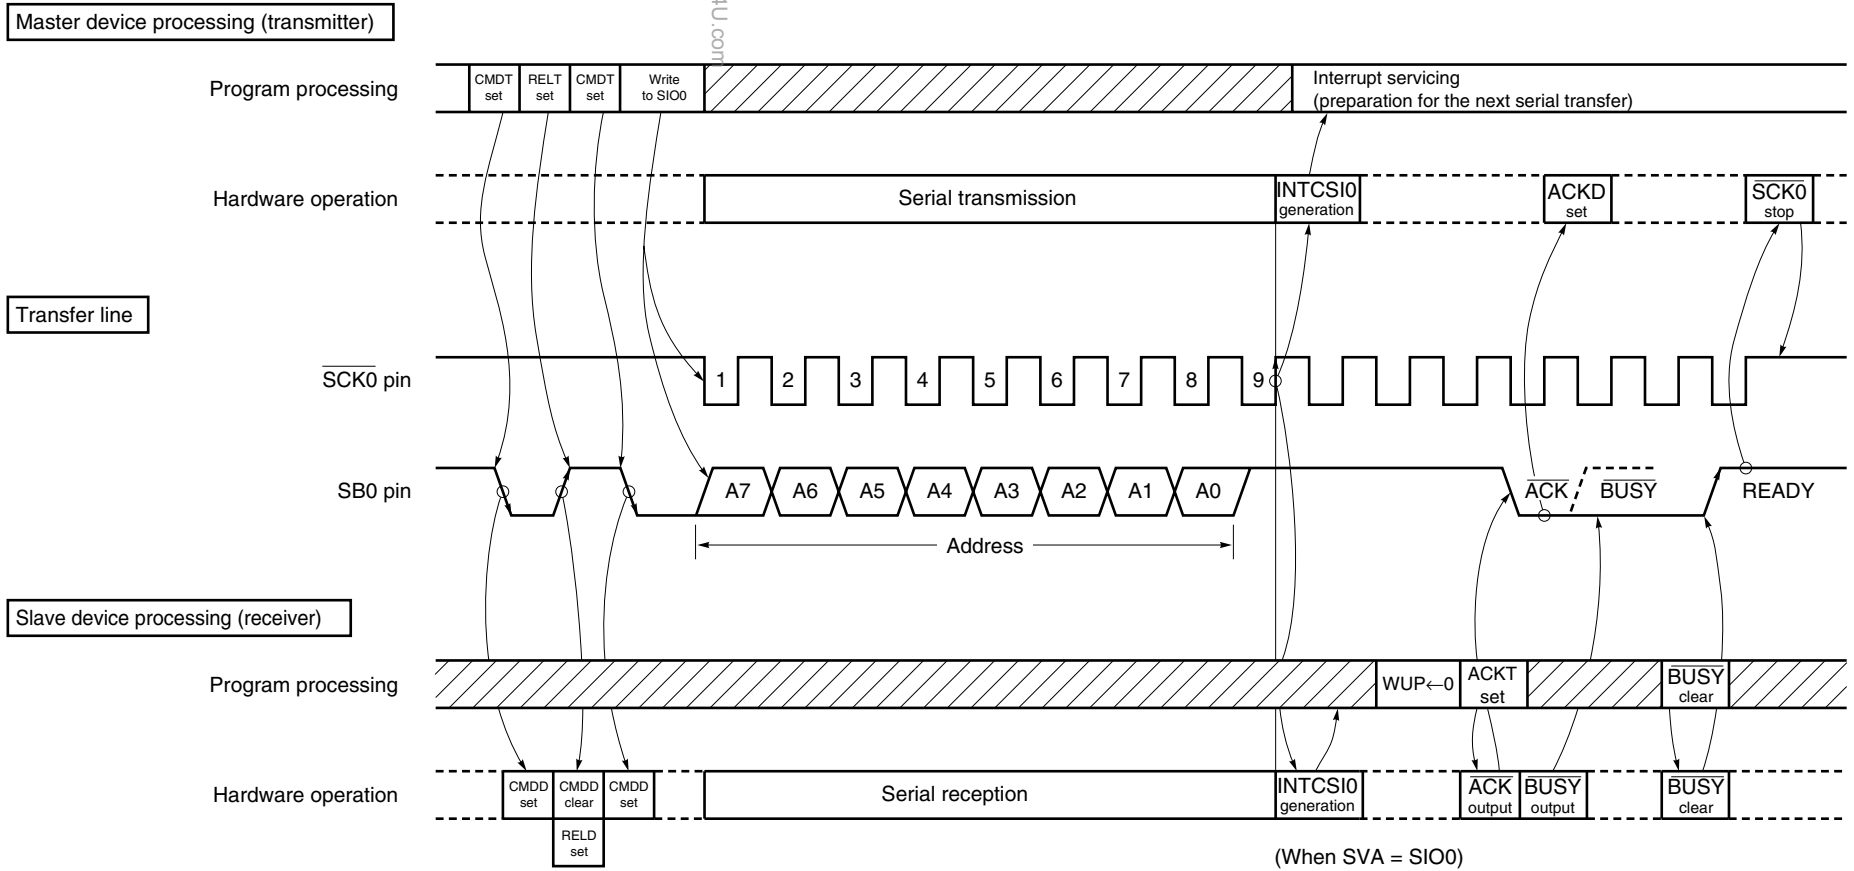 Master device processing (transmitter)
4U.com
Program processing
CMDT
set
RELT
set
CMDT
set
Write
to SIO0
Interrupt servicing
(preparation for the next serial transfer)
Hardware operation
Serial transmission
INTCSI0
generation
ACKD
set
SCK0
stop
Transfer line
SCK0 pin
1 2 3 4 5 6 7 8 9
SB0 pin
A7 A6 A5 A4 A3 A2 A1 A0
ACK
BUSY
READY
Address
Slave device processing (receiver)
Program processing
WUP←0
ACKT
set
BUSY
clear
Hardware operation
CMDD
set
CMDD
clear
CMDD
set
RELD
set
Serial reception
INTCSI0
generation
ACK
output
BUSY
output
BUSY
clear
(When SVA = SIO0)